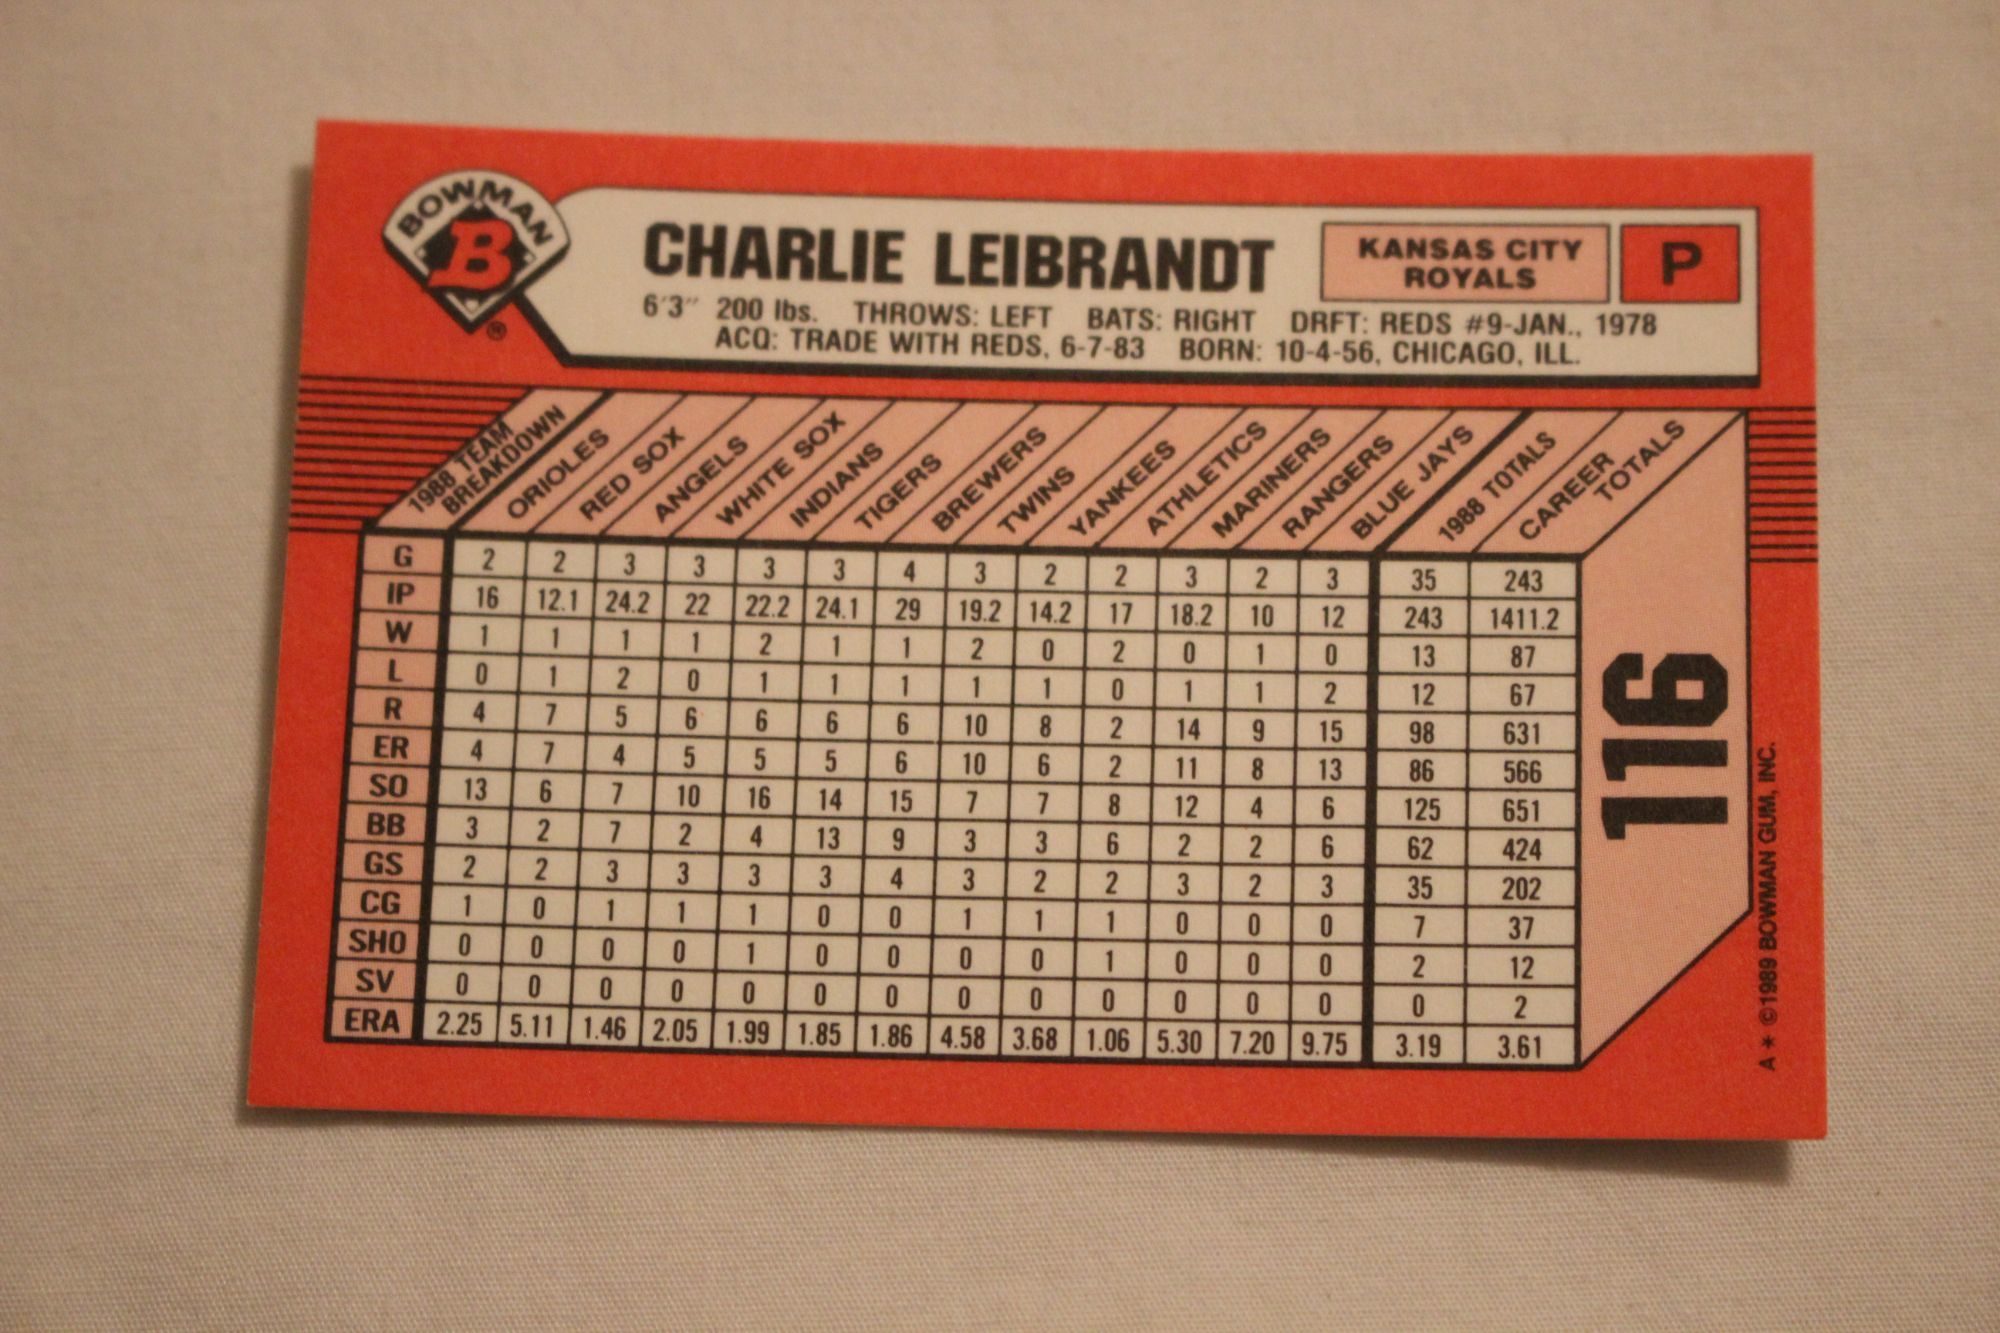 BOWMAN
B
®
CHARLIE LEIBRANDT
KANSAS CITY
ROYALS
P
6'3" 200 lbs. THROWS: LEFT BATS: RIGHT DRFT: REDS #9-JAN., 1978
ACQ: TRADE WITH REDS, 6-7-83 BORN: 10-4-56, CHICAGO, ILL.
1988 TEAM BREAKDOWN ORIOLES RED SOX ANGELS WHITE SOX INDIANS TIGERS BREWERS TWINS YANKEES ATHLETICS MARINERS RANGERS BLUE JAYS 1988 TOTALS CAREER TOTALS
G 2 2 3 3 3 3 4 3 2 2 3 2 3 35 243
IP 16 12.1 24.2 22 22.2 24.1 29 19.2 14.2 17 18.2 10 12 243 1411.2
W 1 1 1 1 2 1 1 2 0 2 0 1 0 13 87
L 0 1 2 0 1 1 1 1 1 0 1 1 2 12 67
R 4 7 5 6 6 6 6 10 8 2 14 9 15 98 631
ER 4 7 4 5 5 5 6 10 6 2 11 8 13 86 566
SO 13 6 7 10 16 14 15 7 7 8 12 4 6 125 651
BB 3 2 7 2 4 13 9 3 3 6 2 2 6 62 424
GS 2 2 3 3 3 3 4 3 2 2 3 2 3 35 202
CG 1 0 1 1 1 0 0 1 1 1 0 0 0 7 37
SHO 0 0 0 0 1 0 0 0 0 1 0 0 0 2 12
SV 0 0 0 0 0 0 0 0 0 0 0 0 0 0 2
ERA 2.25 5.11 1.46 2.05 1.99 1.85 1.86 4.58 3.68 1.06 5.30 7.20 9.75 3.19 3.61
116
A * ©1989 BOWMAN GUM, INC.